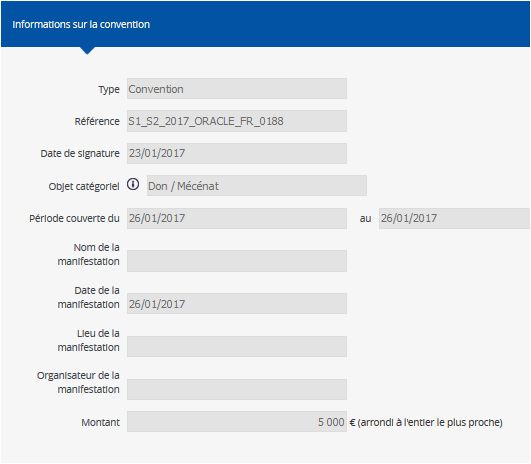 Informations sur la convention
Type Convention
Référence S1_S2_2017_ORACLE_FR_0188
Date de signature 23/01/2017
Objet catégoriel Don / Mécénat
Période couverte du 26/01/2017 au 26/01/2017
Nom de la
manifestation
Date de la
manifestation 26/01/2017
Lieu de la
manifestation
Organisateur de la
manifestation
Montant 5 000 € (arrondi à l'entier le plus proche)